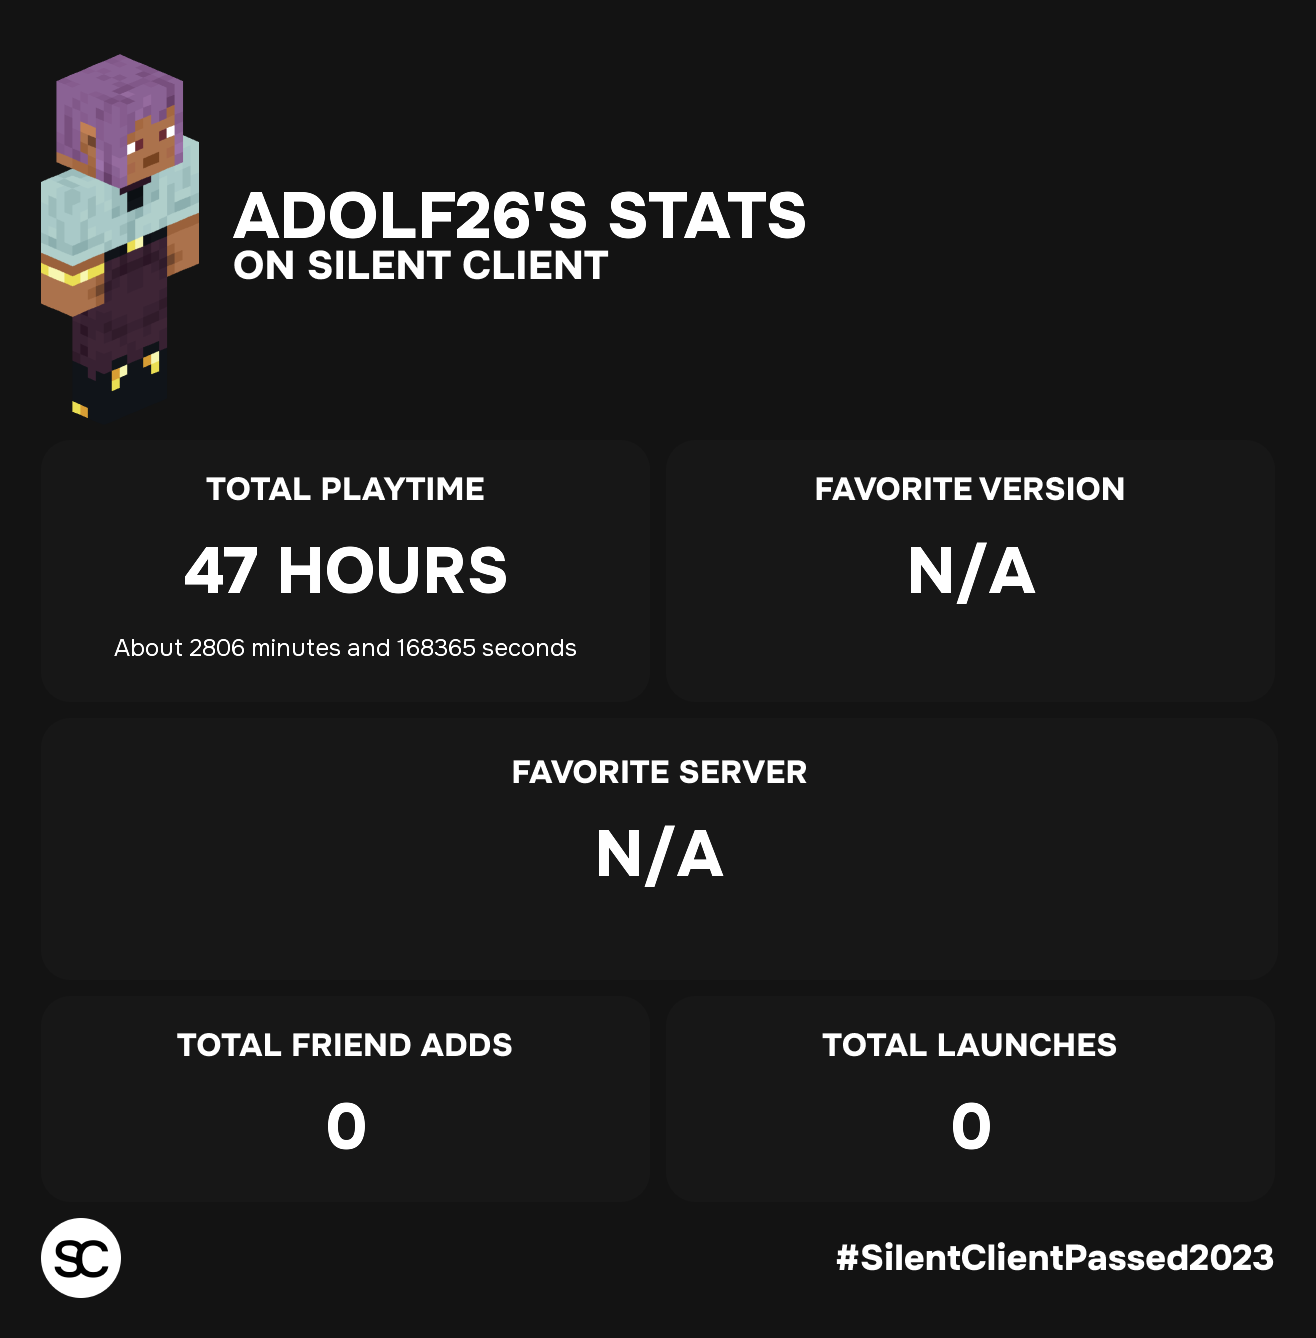 ADOLF26'S STATS
ON SILENT CLIENT
TOTAL PLAYTIME
47 HOURS
About 2806 minutes and 168365 seconds
FAVORITE VERSION
N/A
FAVORITE SERVER
N/A
TOTAL FRIEND ADDS
0
TOTAL LAUNCHES
0
SC
#SilentClientPassed2023